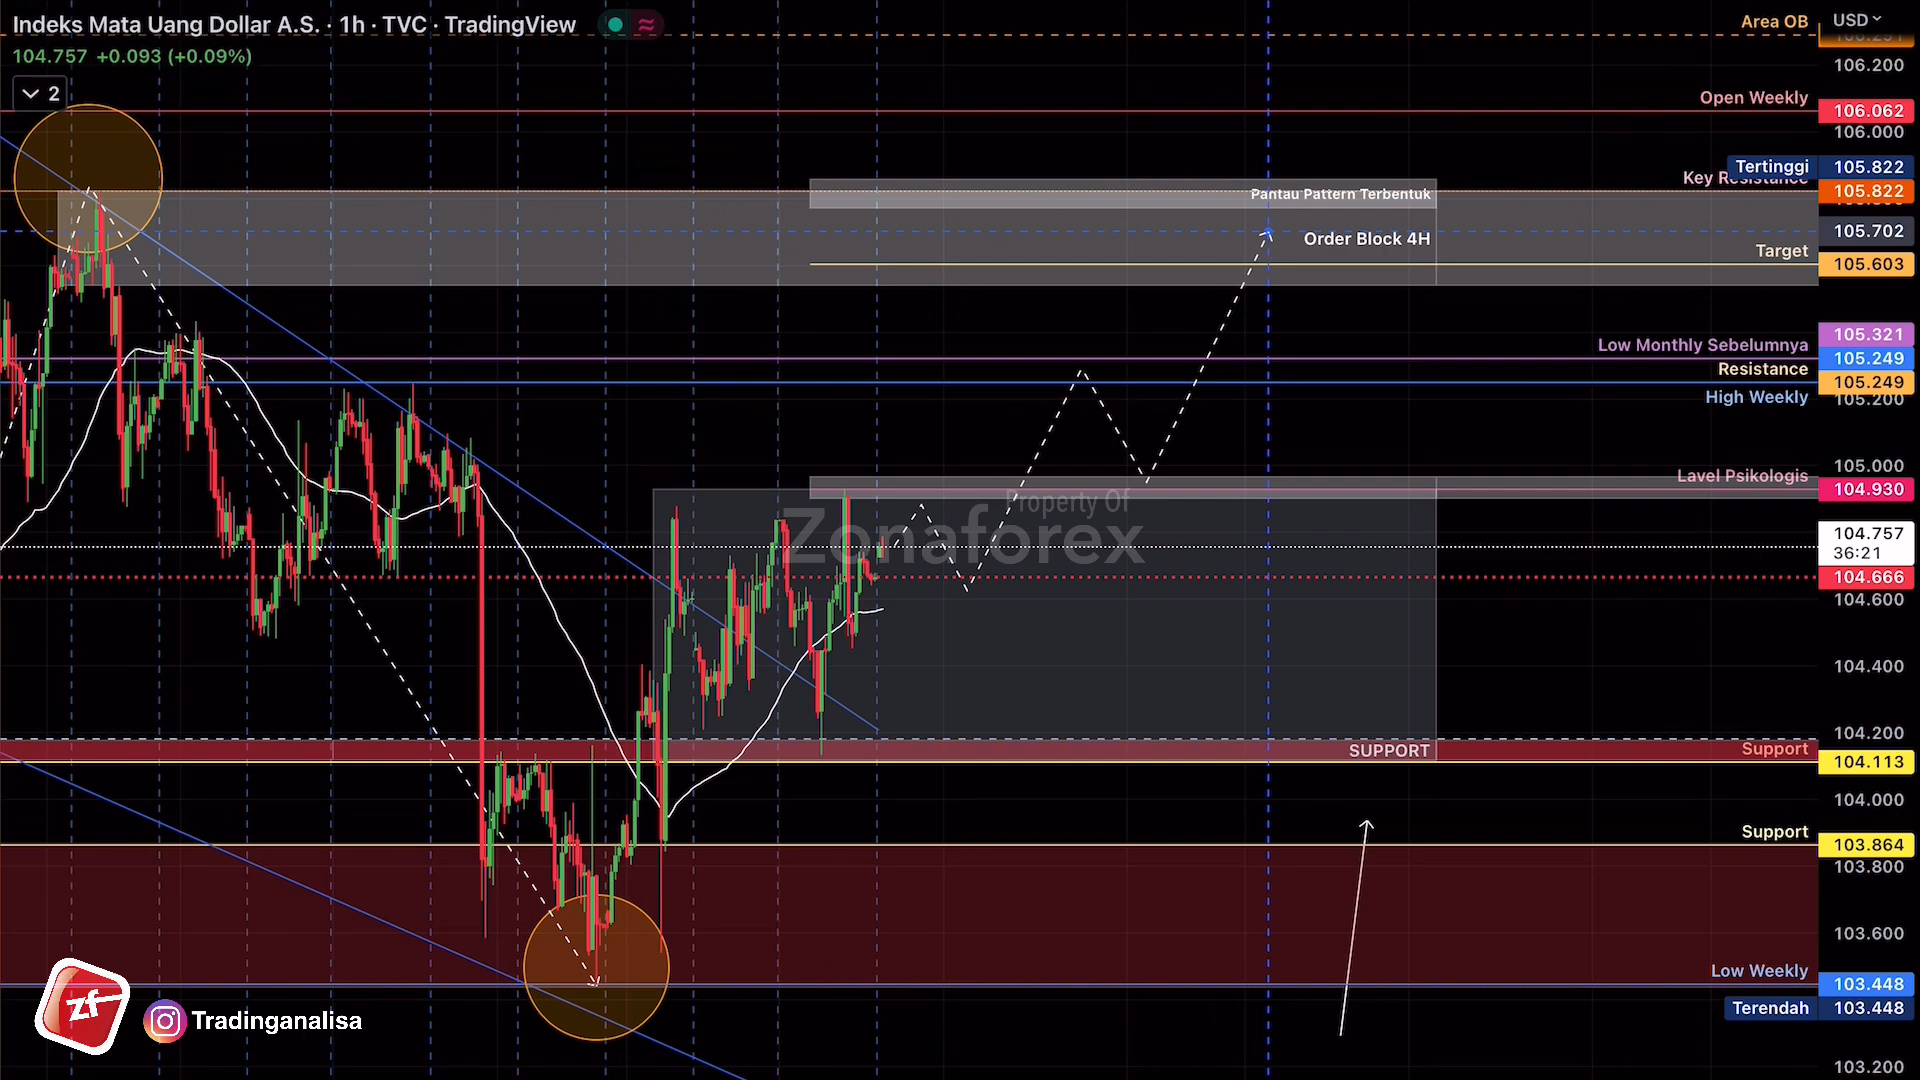 Indeks Mata Uang Dollar A.S. · 1h · TVC · TradingView
104.757 +0.093 (+0.09%)
2
Area OB
USD
106.200
Open Weekly
106.062
106.000
Tertinggi
105.822
Key Resistance
105.822
Pantau Pattern Terbentuk
105.702
Order Block 4H
Target
105.603
105.321
Low Monthly Sebelumnya
105.249
Resistance
105.249
High Weekly
105.200
105.000
Lavel Psikologis
104.930
Property Of
Zonaforex
104.757
36:21
104.666
104.600
104.400
104.200
SUPPORT
Support
104.113
104.000
Support
103.864
103.800
103.600
Low Weekly
103.448
Terendah
103.448
zf
Tradinganalisa
103.200